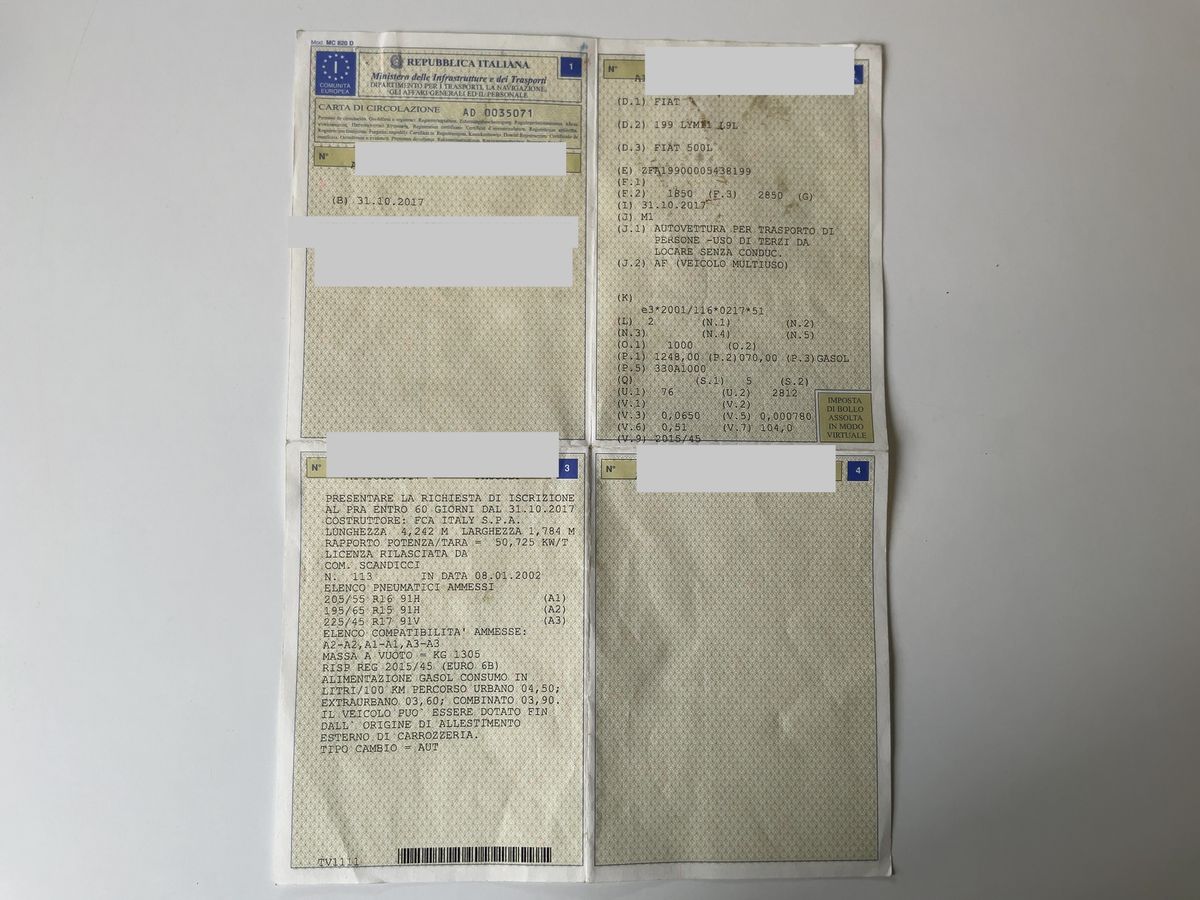 Mod. MC 820 D
COMUNITÀ
EUROPEA
I
REPUBBLICA ITALIANA
Ministero delle Infrastrutture e dei Trasporti
DIPARTIMENTO PER I TRASPORTI, LA NAVIGAZIONE,
GLI AFFARI GENERALI ED IL PERSONALE
1
CARTA DI CIRCOLAZIONE AD 0035071
N°
(B) 31.10.2017
N°
(D.1) FIAT
(D.2) 199 LYM21 L9L
(D.3) FIAT 500L
(E) ZFA19900005438199
(F.1)
(F.2) 1850 (F.3) 2850 (G)
(I) 31.10.2017
(J) M1
(J.1) AUTOVETTURA PER TRASPORTO DI
PERSONE -USO DI TERZI DA
LOCARE SENZA CONDUC.
(J.2) AF (VEICOLO MULTIUSO)
(K)
e3*2001/116*0217*51
(L) 2 (N.1) (N.2)
(N.3) (N.4) (N.5)
(O.1) 1000 (O.2)
(P.1) 1248,00 (P.2)070,00 (P.3)GASOL
(P.5) 330A1000
(Q) (S.1) 5 (S.2)
(U.1) 76 (U.2) 2812
(V.1) (V.2)
(V.3) 0,0650 (V.5) 0,000780
(V.6) 0,51 (V.7) 104,0
(V.9) 2015/45
IMPOSTA
DI BOLLO
ASSOLTA
IN MODO
VIRTUALE
N°
3
PRESENTARE LA RICHIESTA DI ISCRIZIONE
AL PRA ENTRO 60 GIORNI DAL 31.10.2017
COSTRUTTORE: FCA ITALY S.P.A.
LUNGHEZZA 4,242 M LARGHEZZA 1,784 M
RAPPORTO POTENZA/TARA = 50,725 KW/T
LICENZA RILASCIATA DA
COM. SCANDICCI
N. 113 IN DATA 08.01.2002
ELENCO PNEUMATICI AMMESSI
205/55 R16 91H (A1)
195/65 R15 91H (A2)
225/45 R17 91V (A3)
ELENCO COMPATIBILITA' AMMESSE:
A2-A2,A1-A1,A3-A3
MASSA A VUOTO = KG 1305
RISP REG 2015/45 (EURO 6B)
ALIMENTAZIONE GASOL CONSUMO IN
LITRI/100 KM PERCORSO URBANO 04,50;
EXTRAURBANO 03,60; COMBINATO 03,90.
IL VEICOLO PUO' ESSERE DOTATO FIN
DALL' ORIGINE DI ALLESTIMENTO
ESTERNO DI CARROZZERIA.
TIPO CAMBIO = AUT
TV1111
N°
4